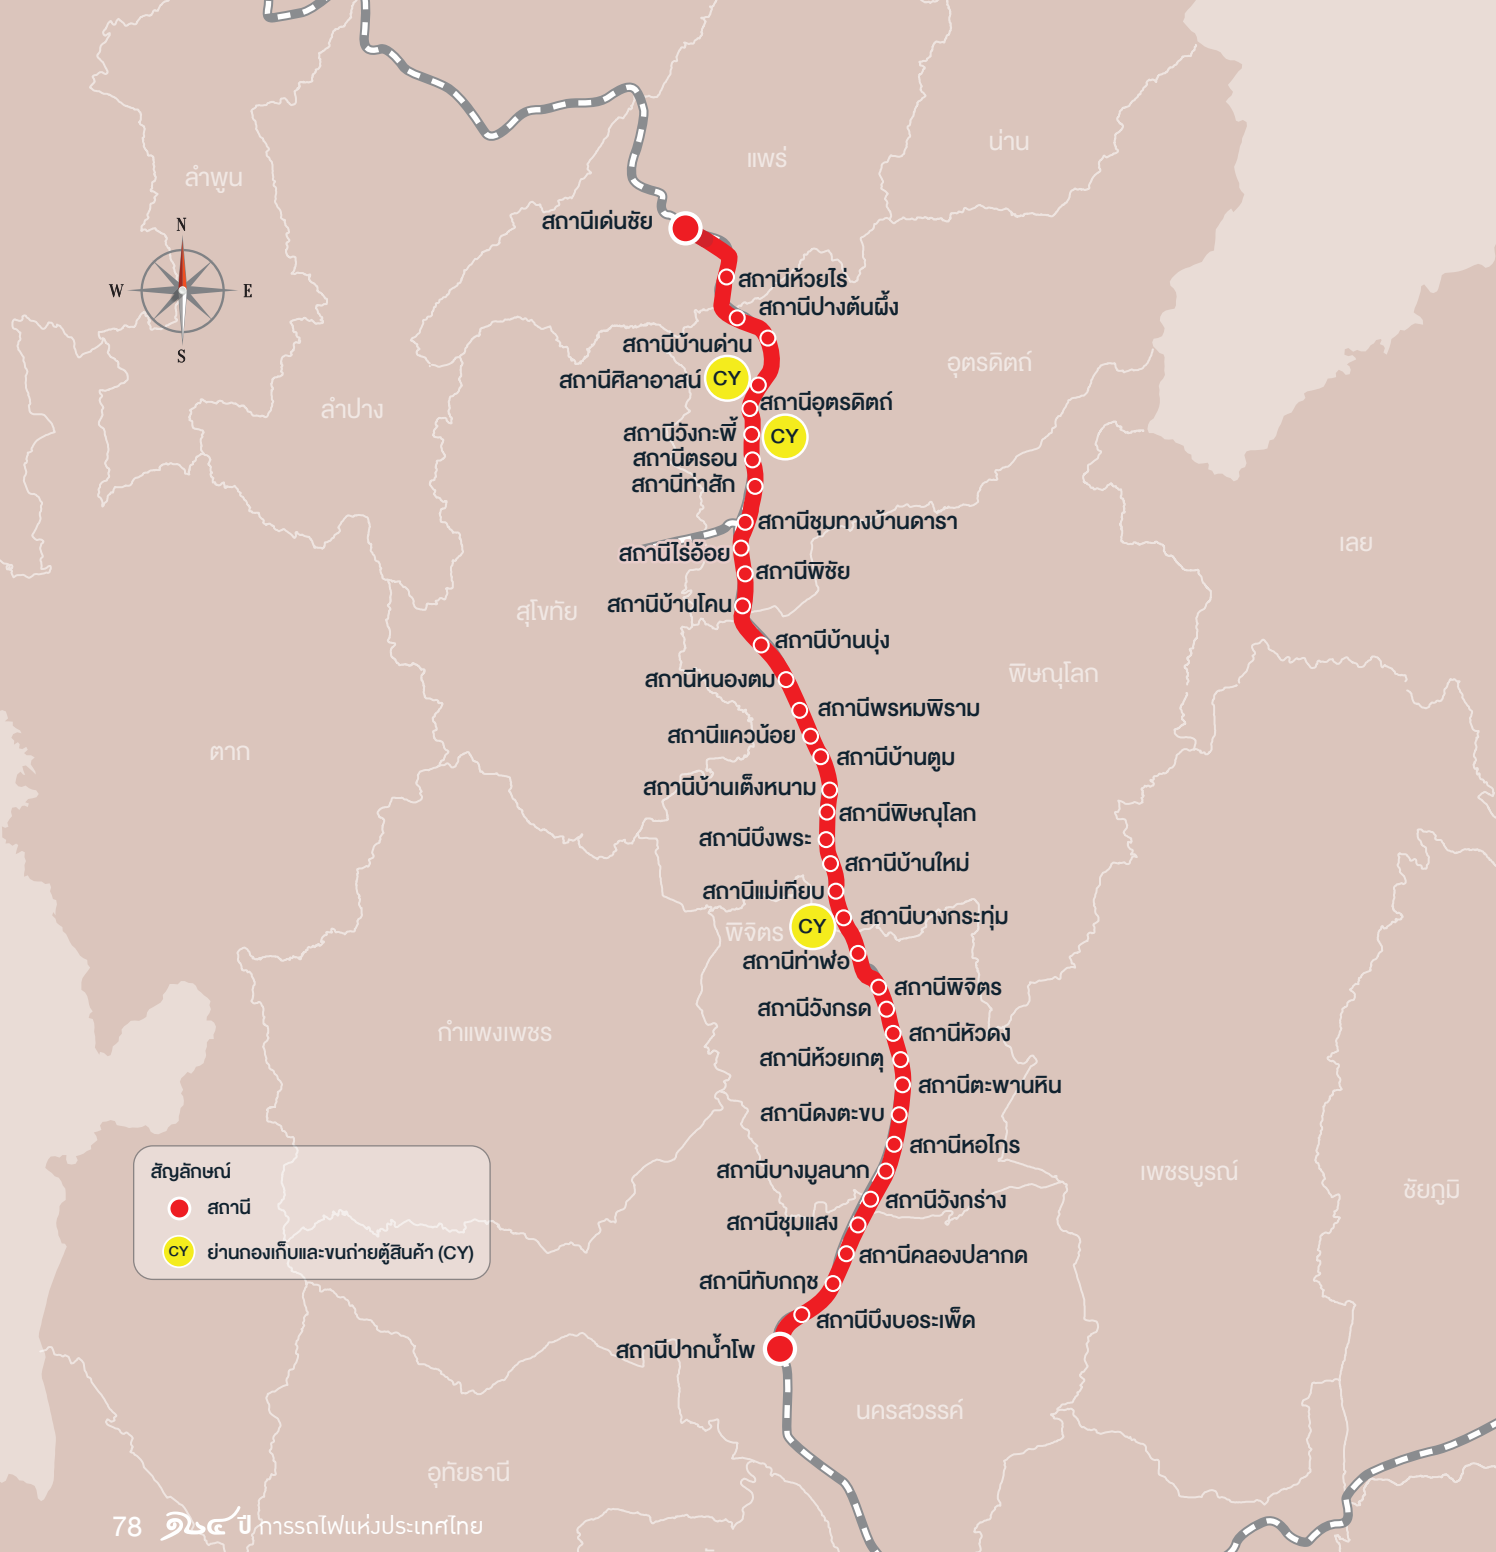 แพร่
น่าน
ลำพูน
N
W
E
S
สถานีเด่นชัย
สถานีห้วยไร่
สถานีปางต้นผึ้ง
สถานีบ้านด่าน
อุตรดิตถ์
สถานีศิลาอาสน์
CY
สถานีอุตรดิตถ์
ลำปาง
สถานีวังกะพี้
CY
สถานีตรอน
สถานีท่าสัก
สถานีชุมทางบ้านดารา
เลย
สถานีไร่อ้อย
สถานีพิชัย
สถานีบ้านโคน
สุโขทัย
สถานีบ้านบุ่ง
พิษณุโลก
สถานีหนองตม
สถานีพรหมพิราม
สถานีแควน้อย
ตาก
สถานีบ้านตูม
สถานีบ้านเต็งหนาม
สถานีพิษณุโลก
สถานีบึงพระ
สถานีบ้านใหม่
สถานีแม่เทียบ
สถานีบางกระทุ่ม
พิจิตร
CY
สถานีท่าฬ่อ
สถานีพิจิตร
สถานีวังกรด
กำแพงเพชร
สถานีหัวดง
สถานีห้วยเกตุ
สถานีตะพานหิน
สถานีดงตะขบ
สถานีหอไกร
สถานีบางมูลนาก
เพชรบูรณ์
ชัยภูมิ
สถานีวังกร่าง
สถานีชุมแสง
สถานีคลองปลากด
สถานีทับกฤช
สถานีบึงบอระเพ็ด
สถานีปากน้ำโพ
นครสวรรค์
อุทัยธานี
สัญลักษณ์
สถานี
CY ย่านกองเก็บและขนถ่ายตู้สินค้า (CY)
78 ๑๒๔ ปี การรถไฟแห่งประเทศไทย